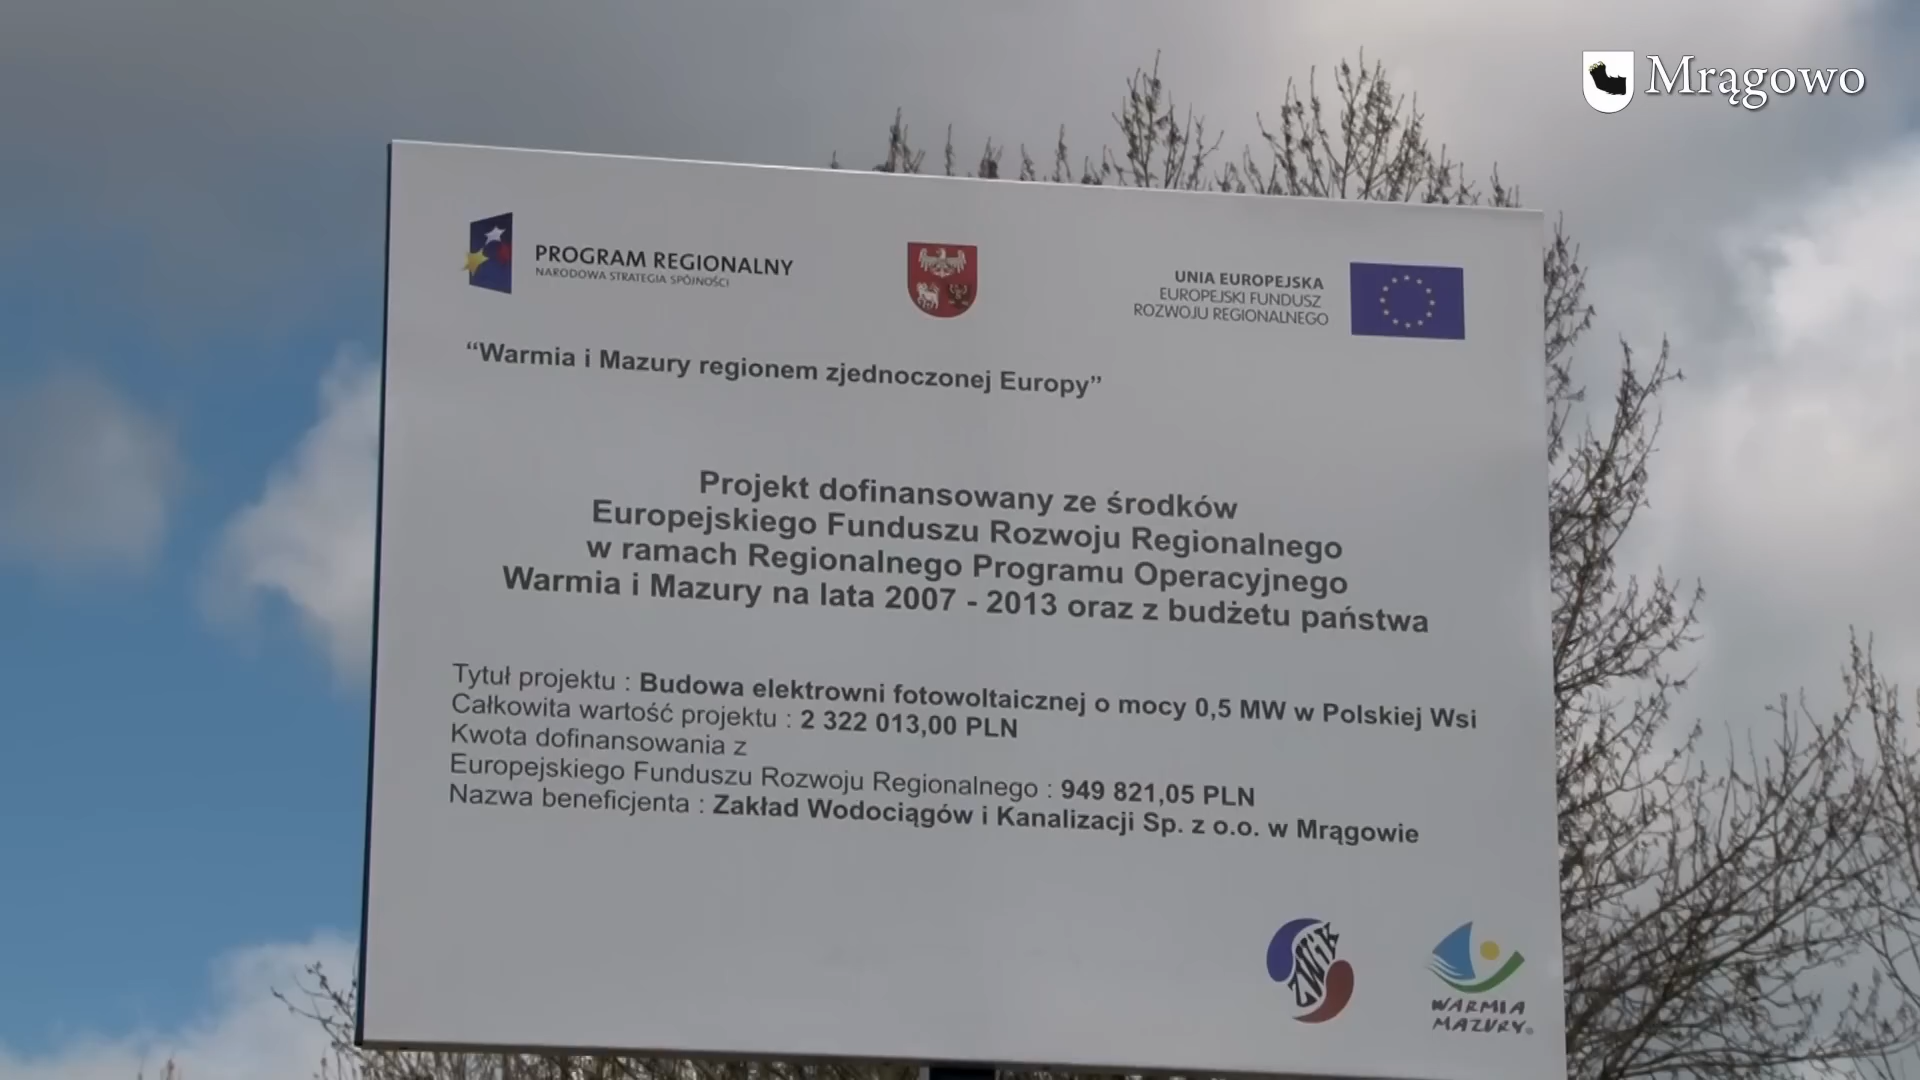 Mrągowo
PROGRAM REGIONALNY
NARODOWA STRATEGIA SPÓJNOŚCI
UNIA EUROPEJSKA
EUROPEJSKI FUNDUSZ
ROZWOJU REGIONALNEGO
“Warmia i Mazury regionem zjednoczonej Europy”
Projekt dofinansowany ze środków
Europejskiego Funduszu Rozwoju Regionalnego
w ramach Regionalnego Programu Operacyjnego
Warmia i Mazury na lata 2007 - 2013 oraz z budżetu państwa
Tytuł projektu : Budowa elektrowni fotowoltaicznej o mocy 0,5 MW w Polskiej Wsi
Całkowita wartość projektu : 2 322 013,00 PLN
Kwota dofinansowania z
Europejskiego Funduszu Rozwoju Regionalnego : 949 821,05 PLN
Nazwa beneficjenta : Zakład Wodociągów i Kanalizacji Sp. z o.o. w Mrągowie
ZWiK
WARMIA
MAZURY®